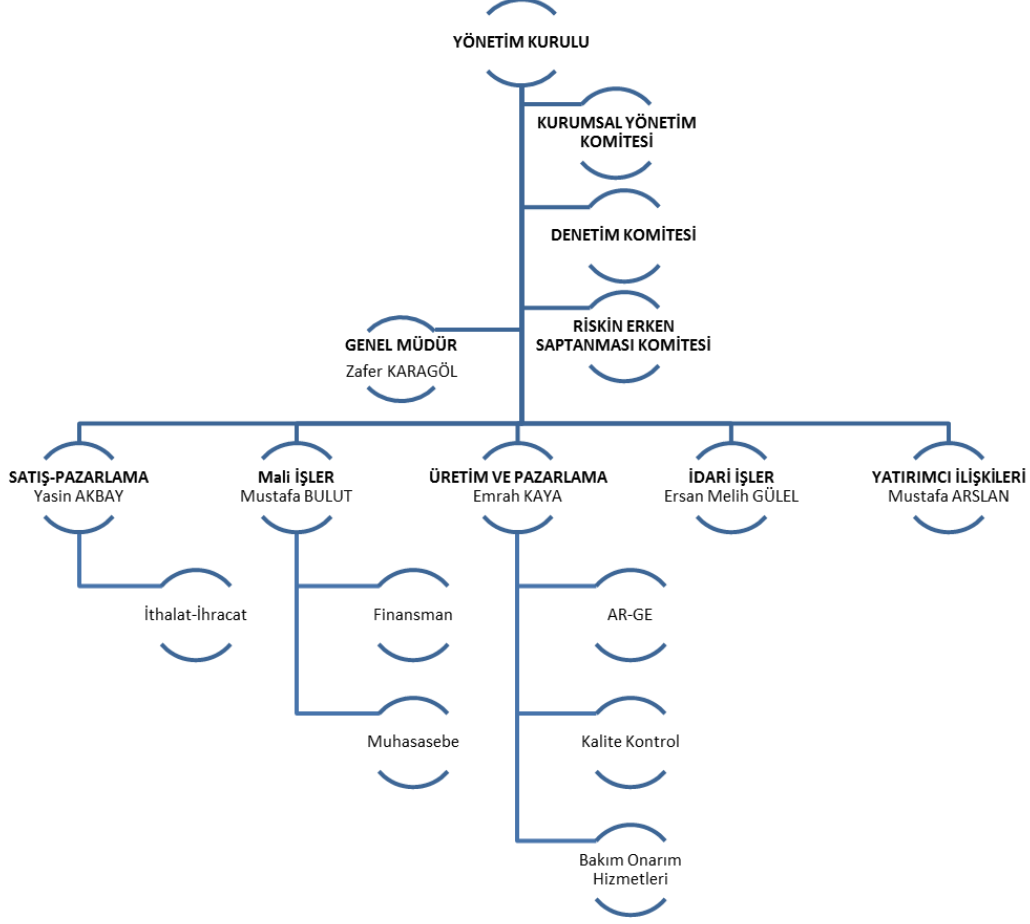 YÖNETİM KURULU
KURUMSAL YÖNETİM
KOMİTESİ
DENETİM KOMİTESİ
RİSKİN ERKEN
SAPTANMASI KOMİTESİ
GENEL MÜDÜR
Zafer KARAGÖL
SATIŞ-PAZARLAMA
Yasin AKBAY
Mali İŞLER
Mustafa BULUT
ÜRETİM VE PAZARLAMA
Emrah KAYA
İDARİ İŞLER
Ersan Melih GÜLEL
YATIRIMCI İLİŞKİLERİ
Mustafa ARSLAN
İthalat-İhracat
Finansman
AR-GE
Muhasasebe
Kalite Kontrol
Bakım Onarım
Hizmetleri